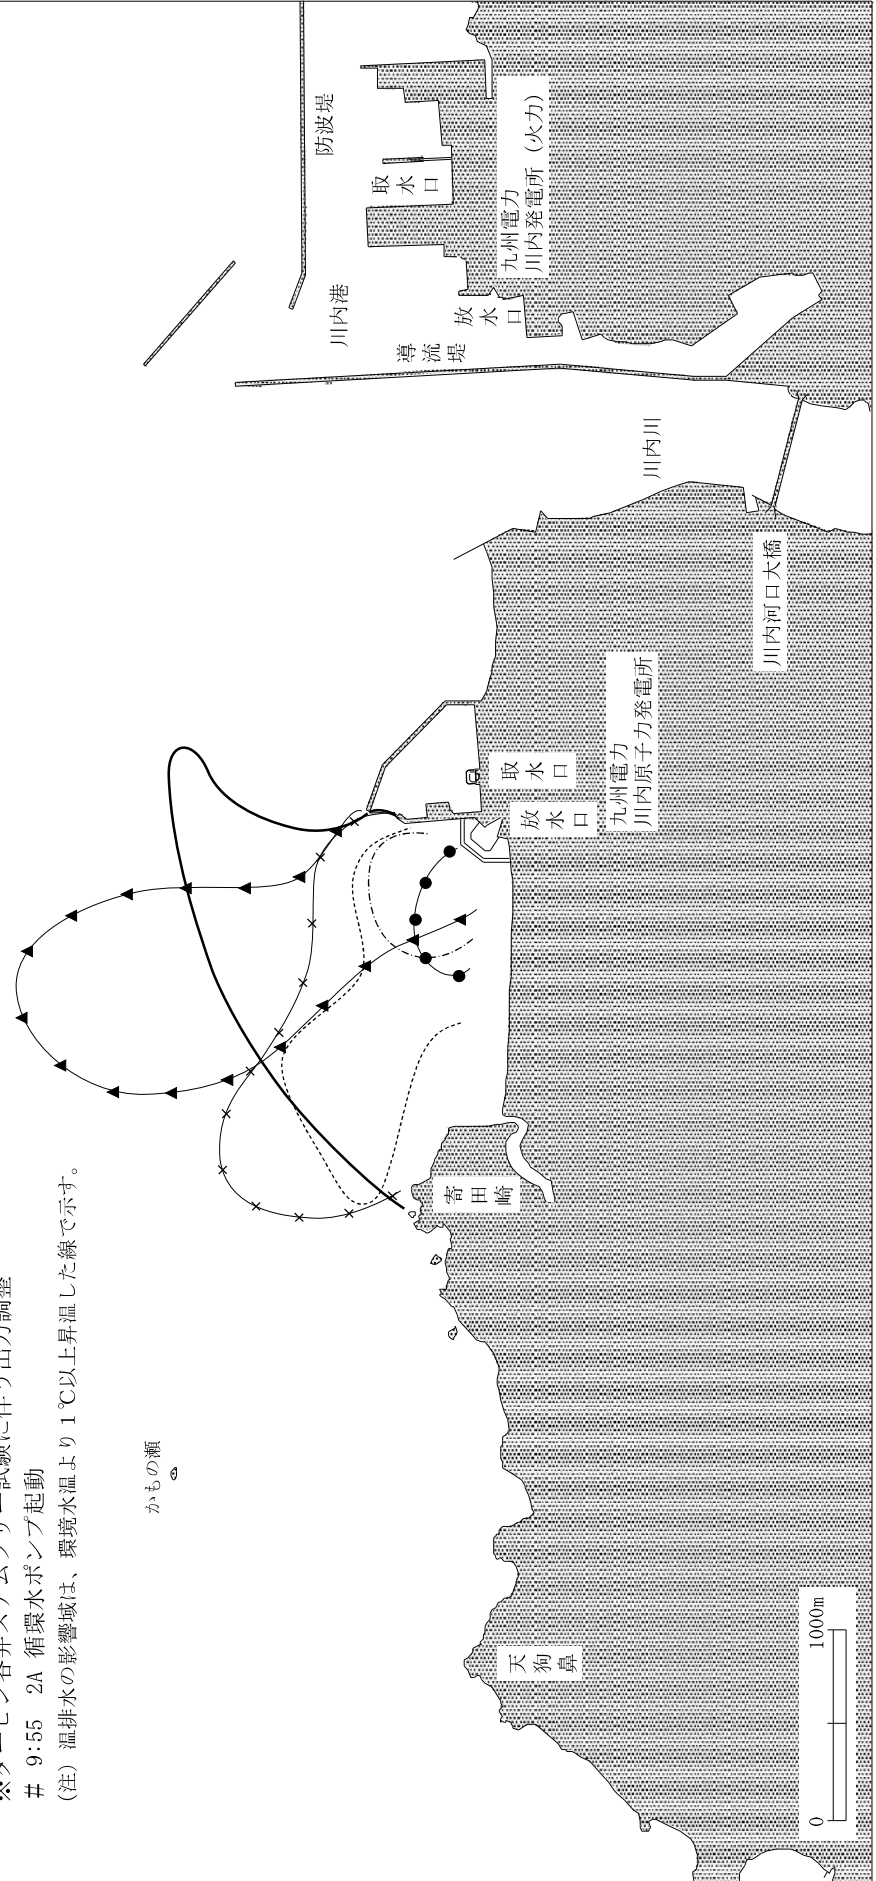 ※タービン各弁ステムフリー試験に伴う出力調整
# 9:55 2A 循環水ポンプ起動
(注) 温排水の影響域は、環境水温より1℃以上昇温した線で示す。
かもの瀬
防波堤
取水口
九州電力
川内発電所 (火力)
川内港
放水口
導流堤
川内川
川内河口大橋
取水口
放水口
九州電力
川内原子力発電所
寄田崎
天狗鼻
0 1000m